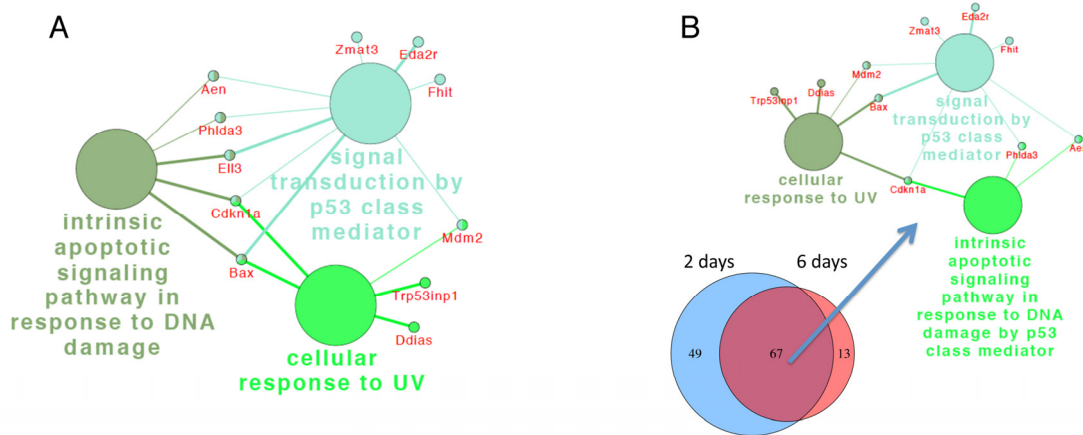 A
Zmat3
Eda2r
Fhit
Aen
Phlda3
Ell3
Cdkn1a
Bax
Mdm2
Trp53inp1
Ddias
signal
transduction by
p53 class
mediator
intrinsic
apoptotic
signaling
pathway in
response to DNA
damage
cellular
response to UV
B
Eda2r
Zmat3
Fhit
Mdm2
Ddias
Trp53inp1
Bax
signal
transduction by
p53 class
mediator
Phlda3
Aen
cellular
response to UV
Cdkn1a
intrinsic
apoptotic
signaling
pathway in
response to DNA
damage by p53
class mediator
2 days
6 days
49
67
13